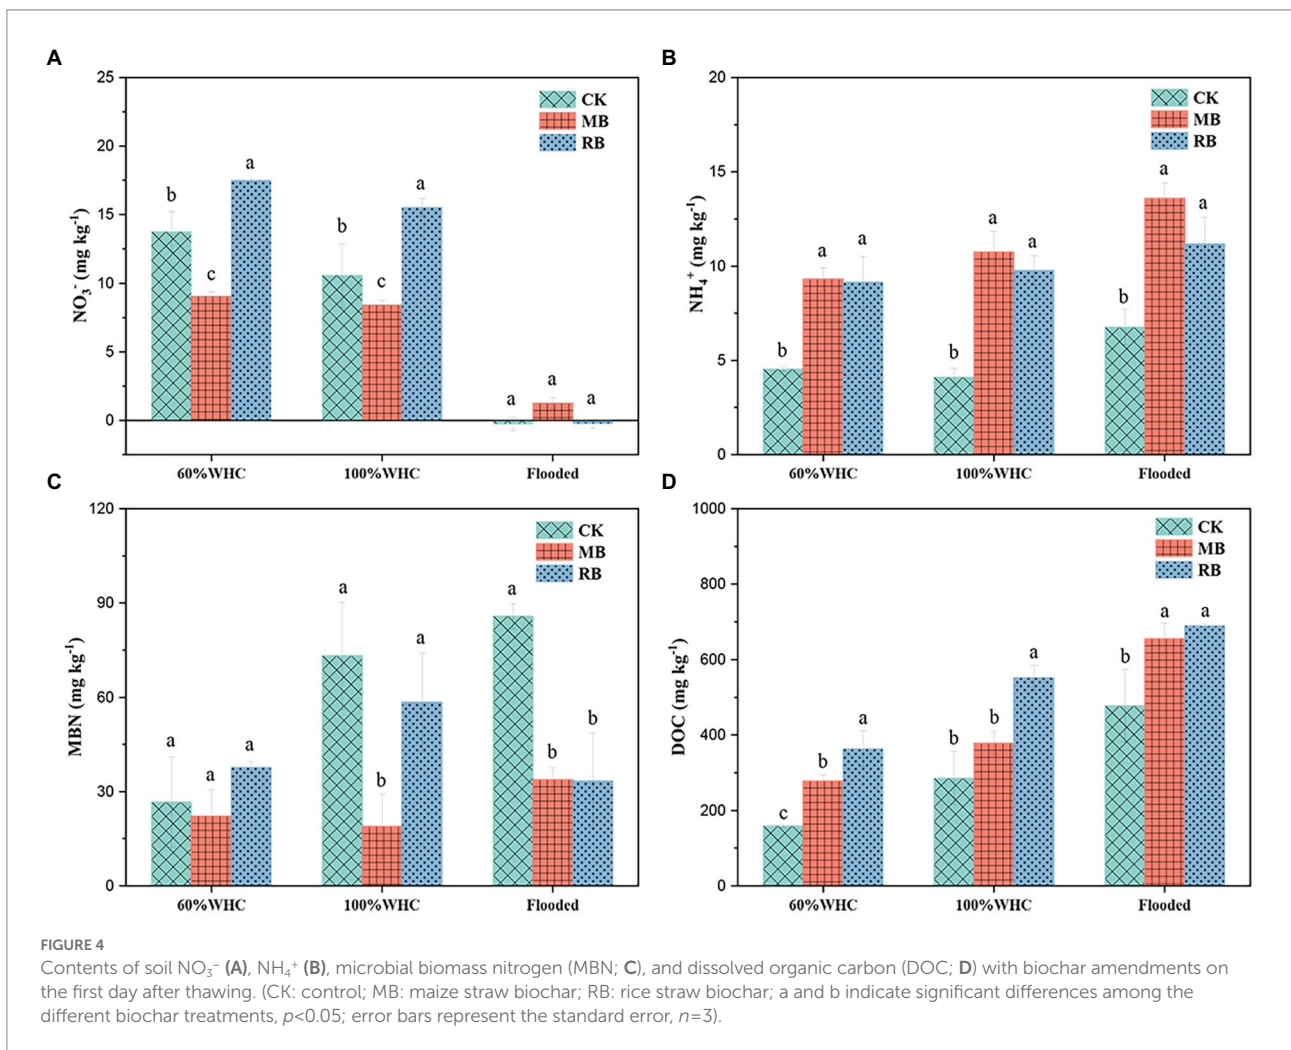 A
25
20
15
10
5
0
NO₃⁻ (mg kg⁻¹)
CK
MB
RB
b
c
a
b
c
a
a
a
a
60%WHC
100%WHC
Flooded
B
20
15
10
5
0
NH₄⁺ (mg kg⁻¹)
CK
MB
RB
b
a
a
b
a
a
b
a
a
60%WHC
100%WHC
Flooded
C
120
90
60
30
0
MBN (mg kg⁻¹)
CK
MB
RB
a
a
a
a
b
a
a
b
b
60%WHC
100%WHC
Flooded
D
1000
800
600
400
200
0
DOC (mg kg⁻¹)
CK
MB
RB
c
b
a
b
b
a
b
a
a
60%WHC
100%WHC
Flooded
FIGURE 4
Contents of soil NO₃⁻ (A), NH₄⁺ (B), microbial biomass nitrogen (MBN; C), and dissolved organic carbon (DOC; D) with biochar amendments on
the first day after thawing. (CK: control; MB: maize straw biochar; RB: rice straw biochar; a and b indicate significant differences among the
different biochar treatments, p<0.05; error bars represent the standard error, n=3).